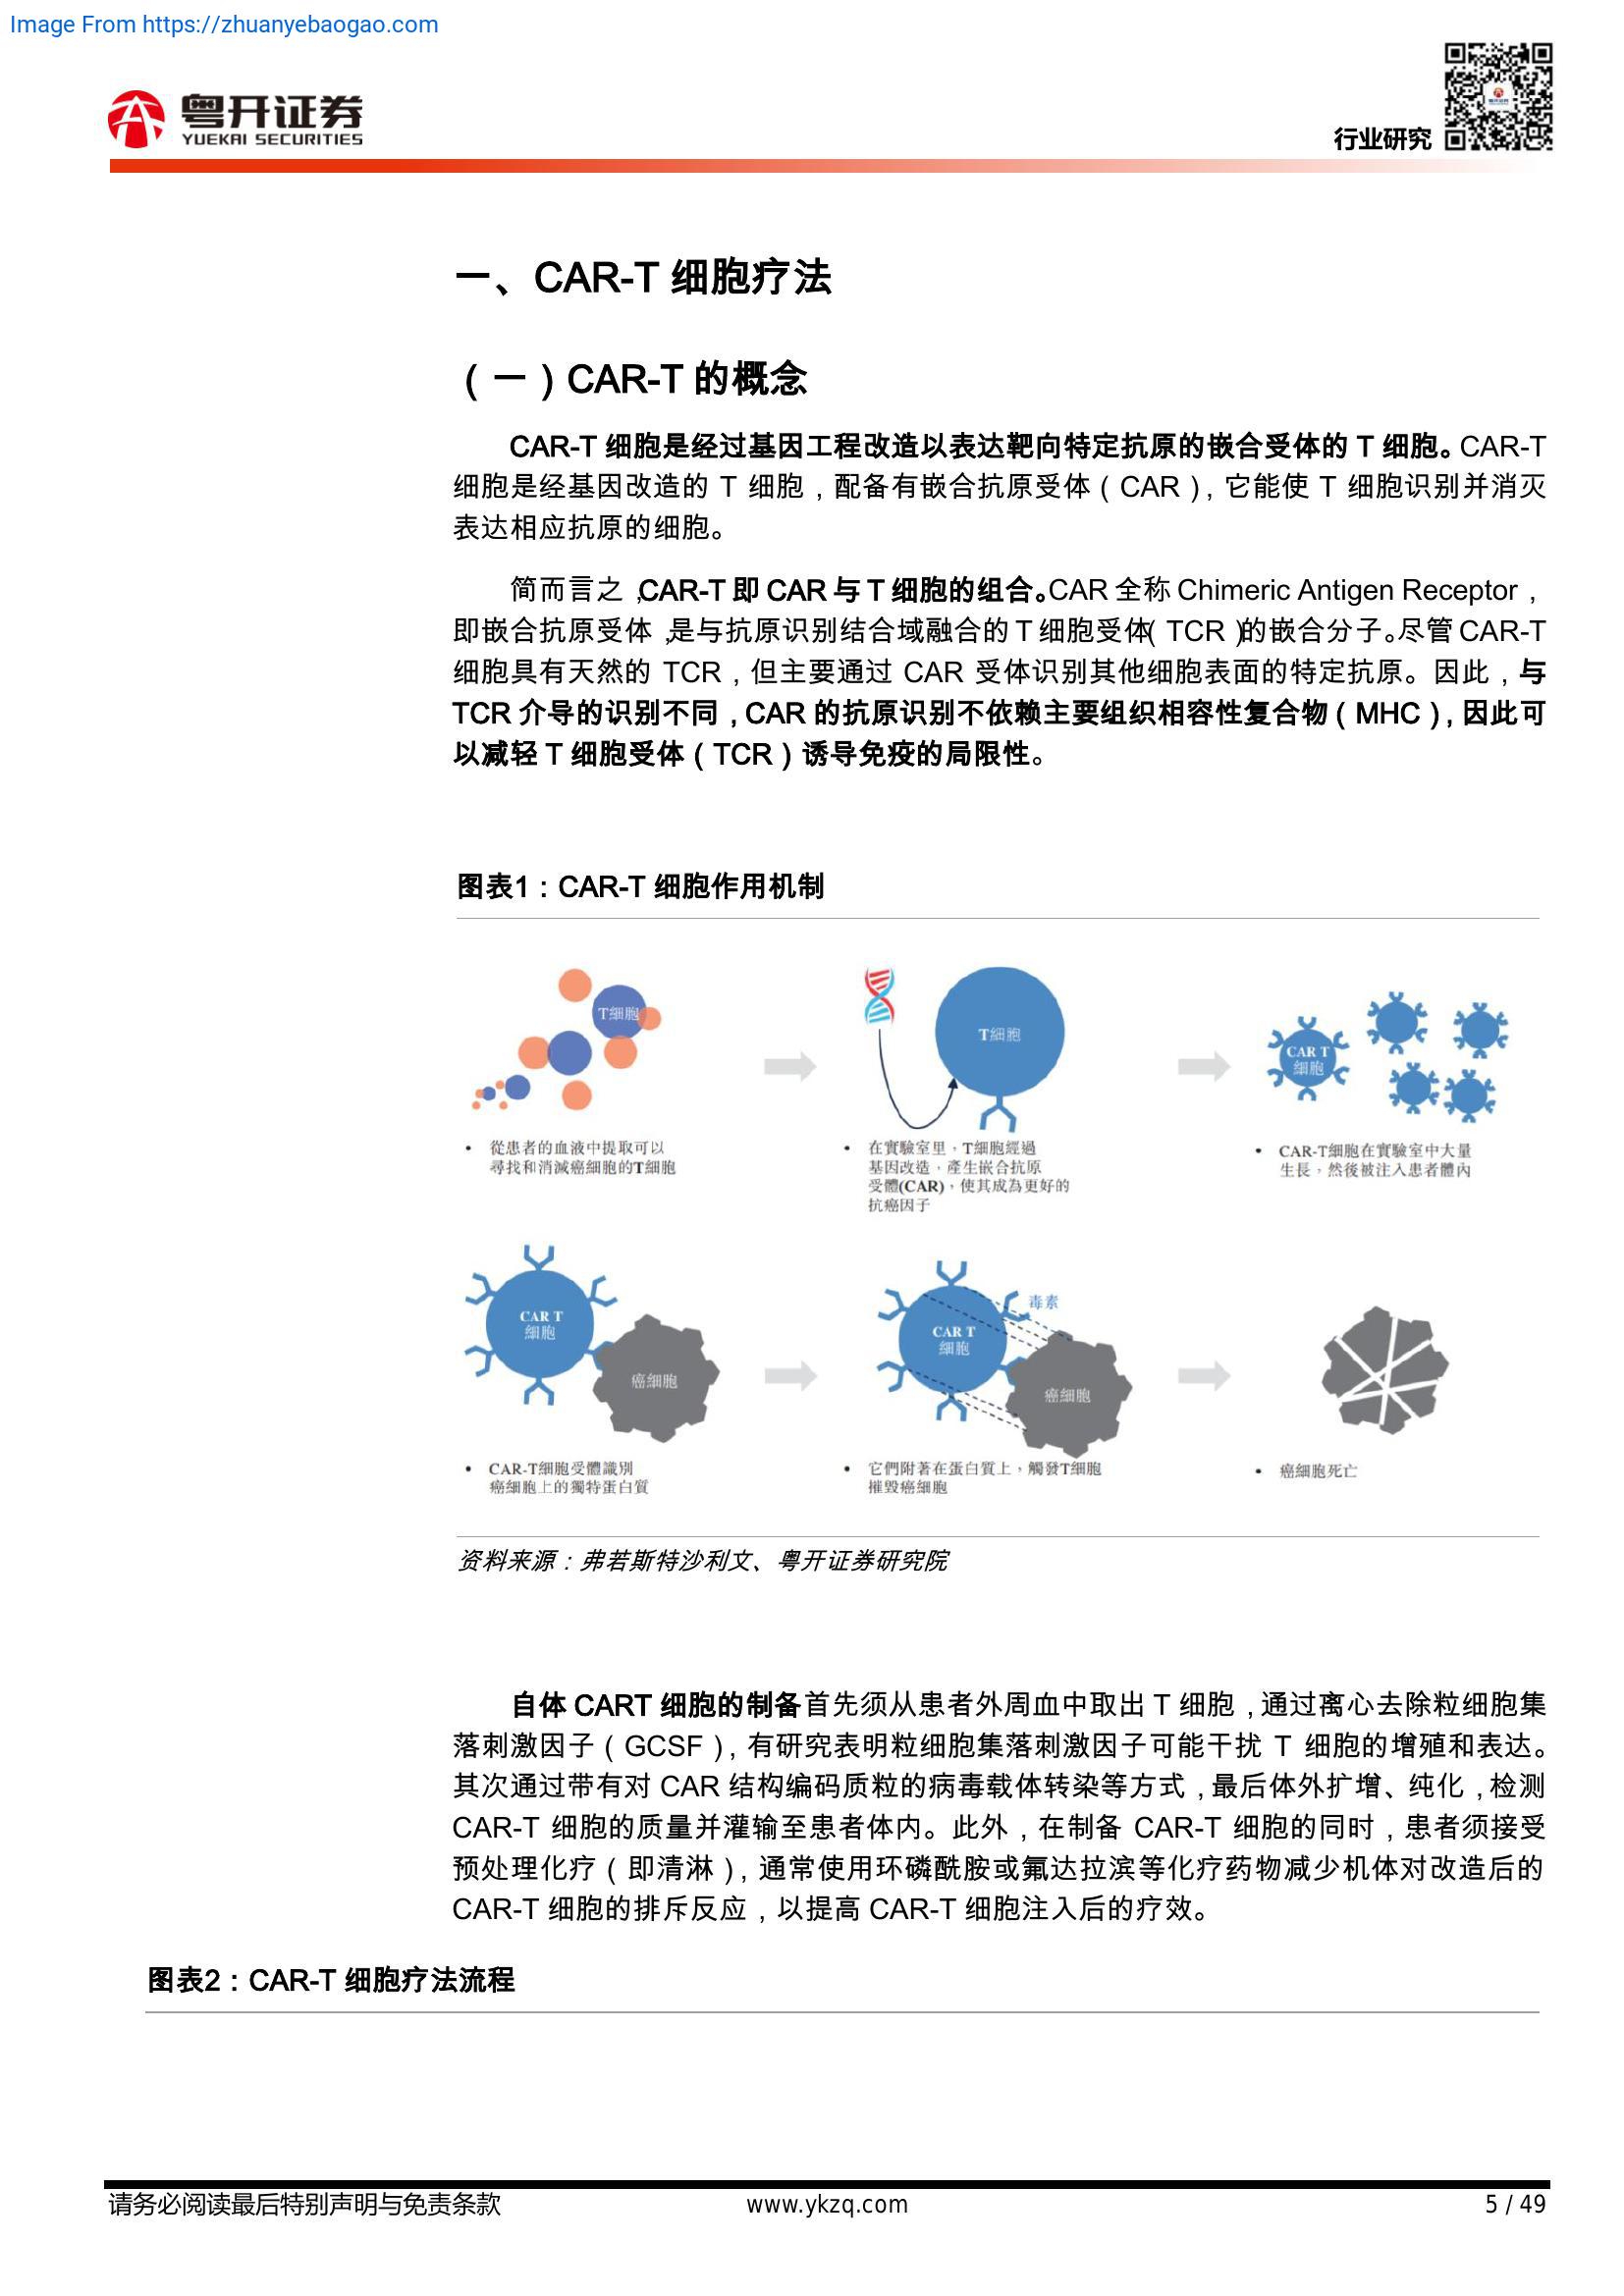 Image From https://zhuanyebaogao.com
粤开证券
YUEKAI SECURITIES
行业研究
一、CAR-T 细胞疗法
（一）CAR-T 的概念
CAR-T 细胞是经过基因工程改造以表达靶向特定抗原的嵌合受体的 T 细胞。CAR-T
细胞是经基因改造的 T 细胞，配备有嵌合抗原受体（CAR），它能使 T 细胞识别并消灭
表达相应抗原的细胞。
简而言之，CAR-T 即 CAR 与 T 细胞的组合。CAR 全称 Chimeric Antigen Receptor，
即嵌合抗原受体，是与抗原识别结合域融合的 T 细胞受体（TCR）的嵌合分子。尽管 CAR-T
细胞具有天然的 TCR，但主要通过 CAR 受体识别其他细胞表面的特定抗原。因此，与
TCR 介导的识别不同，CAR 的抗原识别不依赖主要组织相容性复合物（MHC），因此可
以减轻 T 细胞受体（TCR）诱导免疫的局限性。
图表1：CAR-T 细胞作用机制
T細胞
T細胞
CAR T
細胞
• 從患者的血液中提取可以
尋找和消滅癌細胞的T細胞
• 在實驗室里，T細胞經過
基因改造，產生嵌合抗原
受體(CAR)，使其成為更好的
抗癌因子
• CAR-T細胞在實驗室中大量
生長，然後被注入患者體內
CAR T
細胞
癌細胞
CAR T
細胞
毒素
癌細胞
• CAR-T細胞受體識別
癌細胞上的獨特蛋白質
• 它們附著在蛋白質上，觸發T細胞
摧毀癌細胞
• 癌細胞死亡
资料来源：弗若斯特沙利文、粤开证券研究院
自体 CART 细胞的制备首先须从患者外周血中取出 T 细胞，通过离心去除粒细胞集
落刺激因子（GCSF），有研究表明粒细胞集落刺激因子可能干扰 T 细胞的增殖和表达。
其次通过带有对 CAR 结构编码质粒的病毒载体转染等方式，最后体外扩增、纯化，检测
CAR-T 细胞的质量并灌输至患者体内。此外，在制备 CAR-T 细胞的同时，患者须接受
预处理化疗（即清淋），通常使用环磷酰胺或氟达拉滨等化疗药物减少机体对改造后的
CAR-T 细胞的排斥反应，以提高 CAR-T 细胞注入后的疗效。
图表2：CAR-T 细胞疗法流程
请务必阅读最后特别声明与免责条款
www.ykzq.com
5 / 49